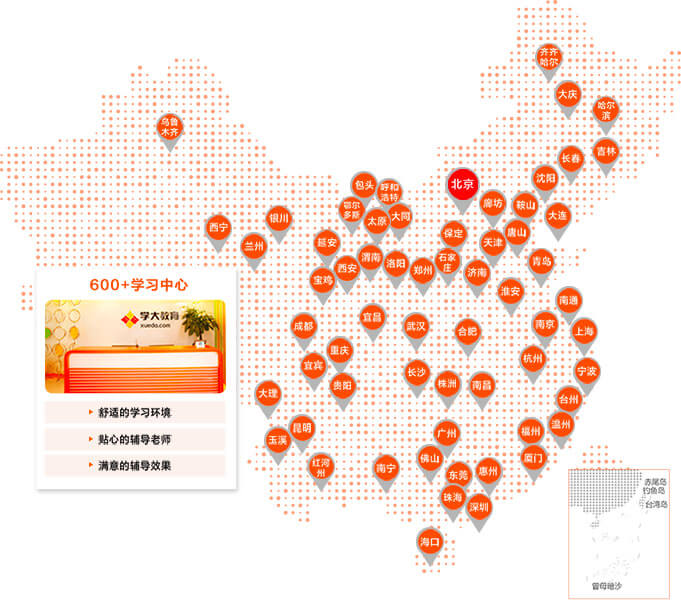 齐齐
哈尔
大庆
哈尔
滨
乌鲁
木齐
吉林
长春
沈阳
北京
包头
呼和
浩特
鄂尔
多斯
太原
大同
廊坊
鞍山
大连
银川
西宁
兰州
延安
保定
天津
唐山
渭南
西安
洛阳
郑州
石家
庄
济南
青岛
宝鸡
淮安
南通
600+学习中心
学大教育
xueda.com
舒适的学习环境
贴心的辅导老师
满意的辅导效果
成都
宜昌
武汉
合肥
南京
上海
重庆
宜宾
贵阳
杭州
长沙
株洲
南昌
宁波
大理
台州
昆明
玉溪
广州
福州
温州
红河
州
南宁
佛山
东莞
惠州
厦门
珠海
深圳
海口
赤尾岛
钓鱼岛
台湾岛
曾母暗沙